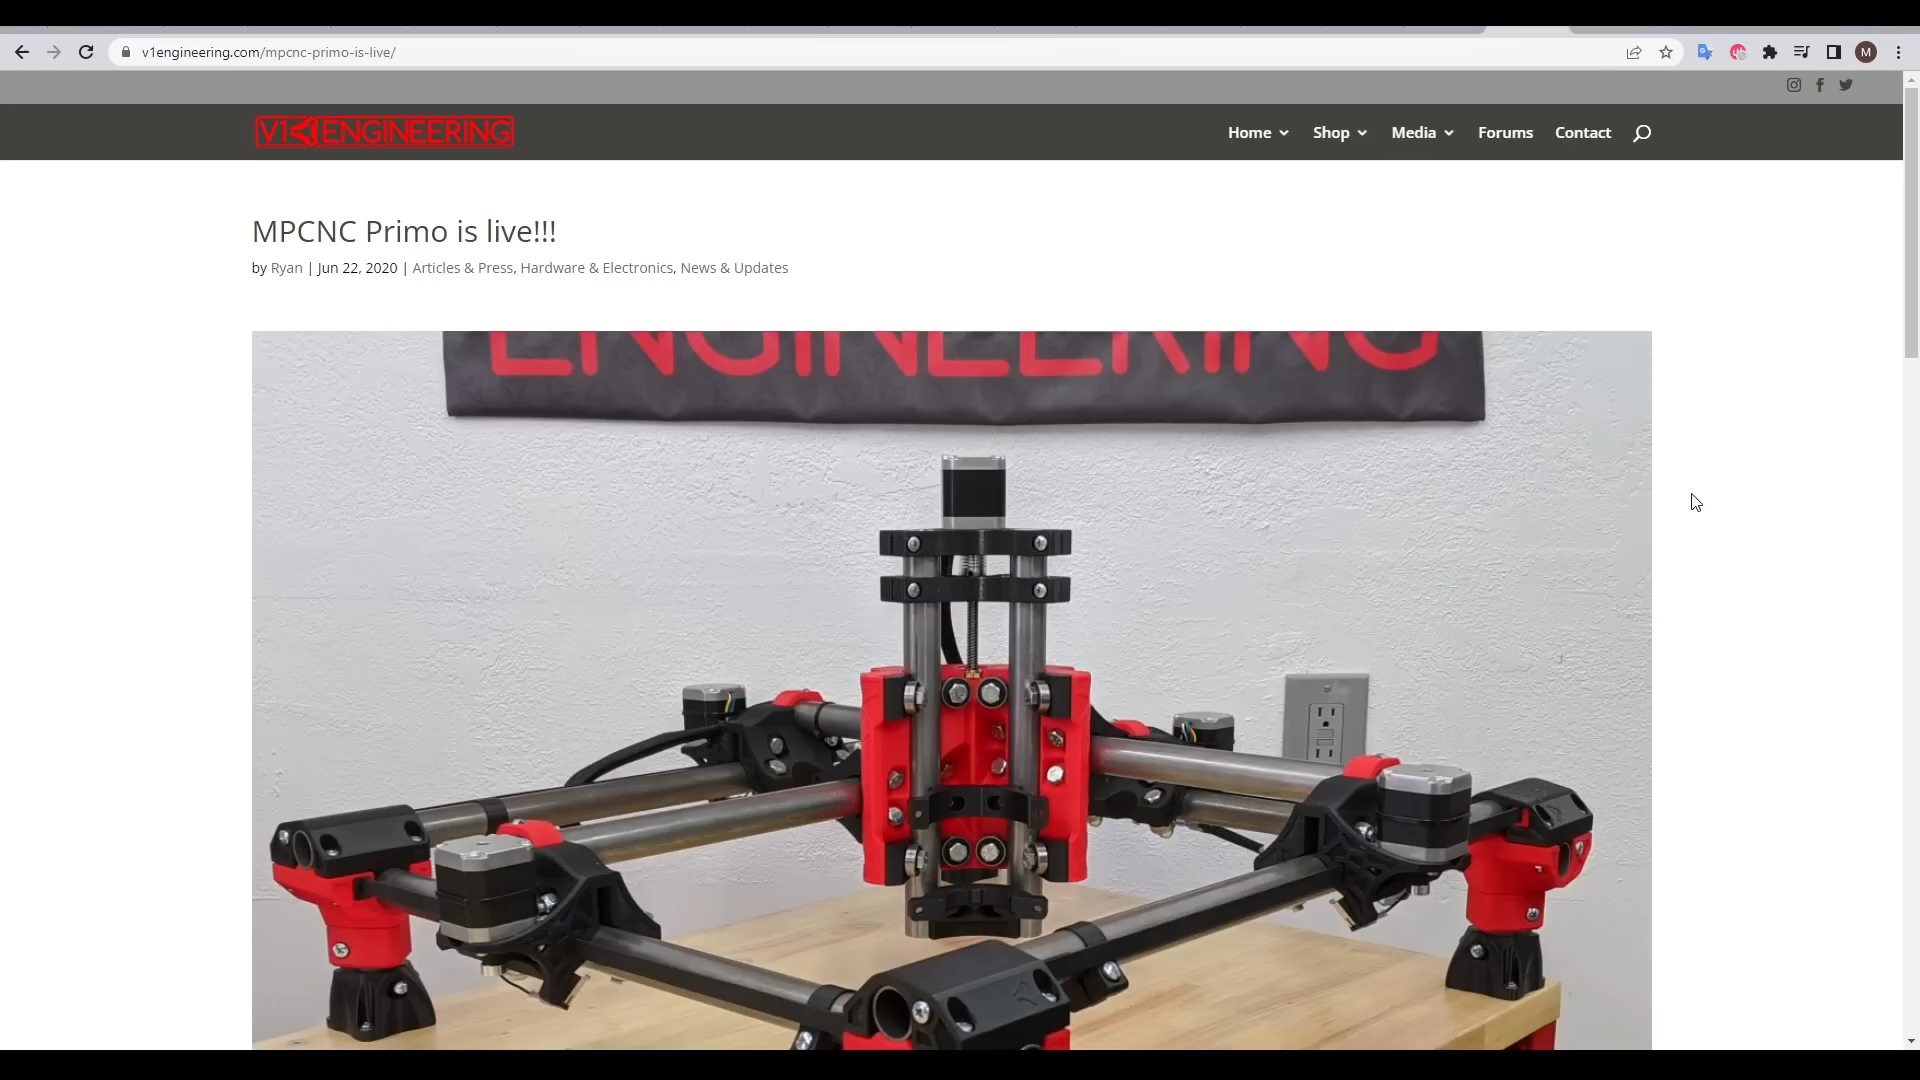 v1engineering.com/mpcnc-primo-is-live/
M
V1 ENGINEERING
Home
Shop
Media
Forums
Contact
MPCNC Primo is live!!!
by Ryan | Jun 22, 2020 | Articles & Press, Hardware & Electronics, News & Updates
ENGINEERING